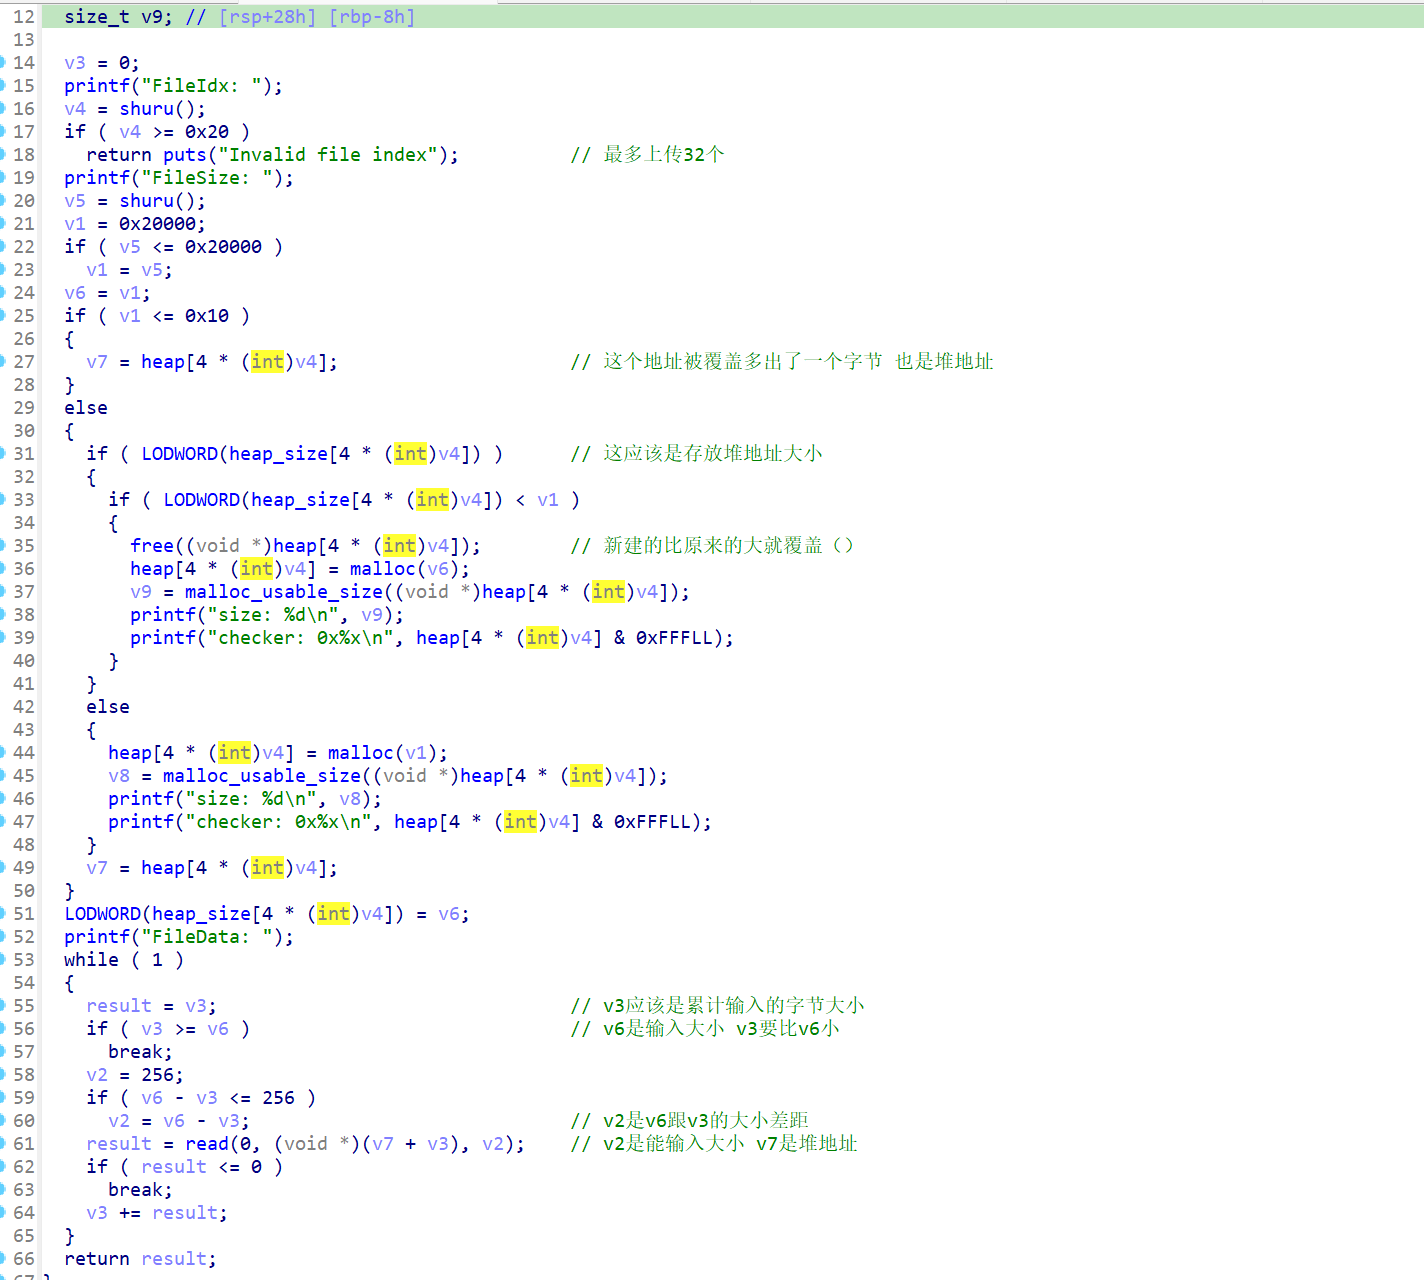 12 size_t v9; // [rsp+28h] [rbp-8h]
13
14 v3 = 0;
15 printf("FileIdx: ");
16 v4 = shuru();
17 if ( v4 >= 0x20 )
18 return puts("Invalid file index"); // 最多上传32个
19 printf("FileSize: ");
20 v5 = shuru();
21 v1 = 0x20000;
22 if ( v5 <= 0x20000 )
23 v1 = v5;
24 v6 = v1;
25 if ( v1 <= 0x10 )
26 {
27 v7 = heap[4 * (int)v4]; // 这个地址被覆盖多出了一个字节 也是堆地址
28 }
29 else
30 {
31 if ( LODWORD(heap_size[4 * (int)v4]) ) // 这应该是存放堆地址大小
32 {
33 if ( LODWORD(heap_size[4 * (int)v4]) < v1 )
34 {
35 free((void *)heap[4 * (int)v4]); // 新建的比原来的大就覆盖（）
36 heap[4 * (int)v4] = malloc(v6);
37 v9 = malloc_usable_size((void *)heap[4 * (int)v4]);
38 printf("size: %d\n", v9);
39 printf("checker: 0x%x\n", heap[4 * (int)v4] & 0xFFFLL);
40 }
41 }
42 else
43 {
44 heap[4 * (int)v4] = malloc(v1);
45 v8 = malloc_usable_size((void *)heap[4 * (int)v4]);
46 printf("size: %d\n", v8);
47 printf("checker: 0x%x\n", heap[4 * (int)v4] & 0xFFFLL);
48 }
49 v7 = heap[4 * (int)v4];
50 }
51 LODWORD(heap_size[4 * (int)v4]) = v6;
52 printf("FileData: ");
53 while ( 1 )
54 {
55 result = v3; // v3应该是累计输入的字节大小
56 if ( v3 >= v6 ) // v6是输入大小 v3要比v6小
57 break;
58 v2 = 256;
59 if ( v6 - v3 <= 256 )
60 v2 = v6 - v3; // v2是v6跟v3的大小差距
61 result = read(0, (void *)(v7 + v3), v2); // v2是能输入大小 v7是堆地址
62 if ( result <= 0 )
63 break;
64 v3 += result;
65 }
66 return result;